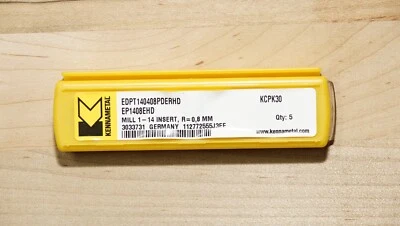 KENNAMETAL
EDPT140408PDERHD KCPK30
EP1408EHD
MILL 1-14 INSERT, R=0,8 MM Qty: 5
3033731 GERMANY
www.kennametal.com